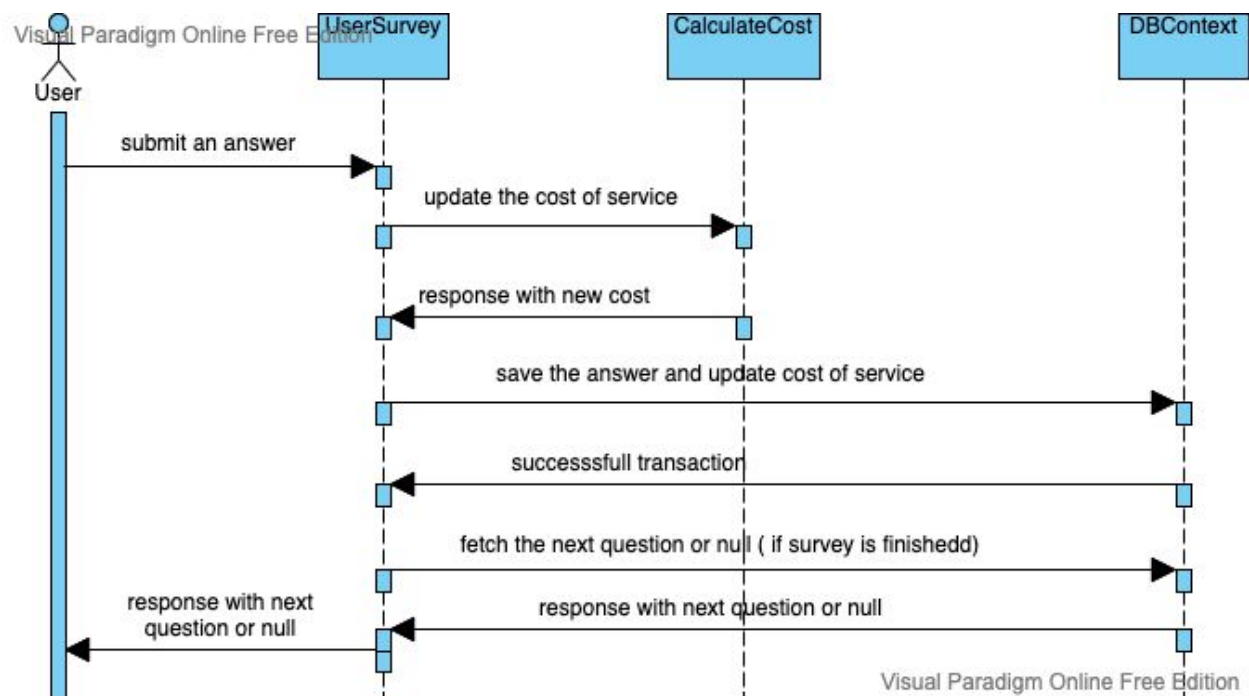 Visual Paradigm Online Free Edition
UserSurvey
CalculateCost
DBContext
User
submit an answer
update the cost of service
response with new cost
save the answer and update cost of service
successsfull transaction
fetch the next question or null ( if survey is finishedd)
response with next
question or null
response with next question or null
Visual Paradigm Online Free Edition